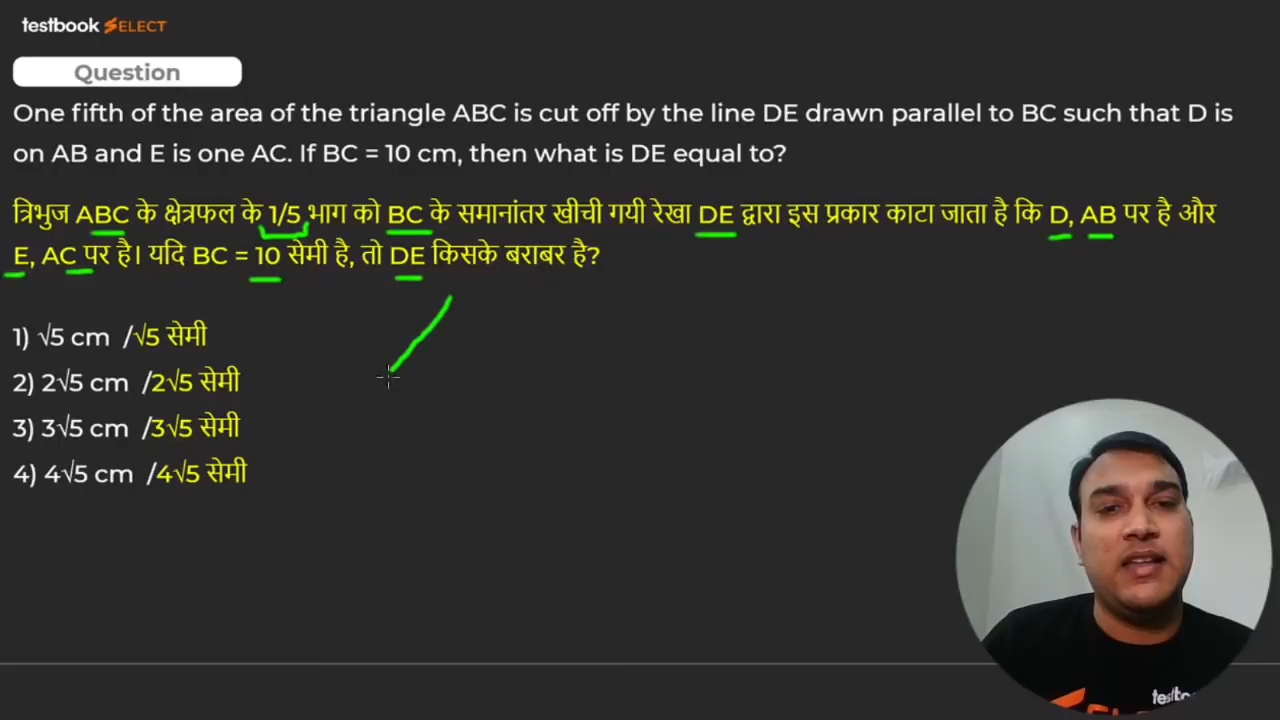 testbook SELECT
Question
One fifth of the area of the triangle ABC is cut off by the line DE drawn parallel to BC such that D is
on AB and E is one AC. If BC = 10 cm, then what is DE equal to?
त्रिभुज ABC के क्षेत्रफल के 1/5 भाग को BC के समानांतर खीची गयी रेखा DE द्वारा इस प्रकार काटा जाता है कि D, AB पर है और
E, AC पर है। यदि BC = 10 सेमी है, तो DE किसके बराबर है?
1) √5 cm /√5 सेमी
2) 2√5 cm /2√5 सेमी
3) 3√5 cm /3√5 सेमी
4) 4√5 cm /4√5 सेमी